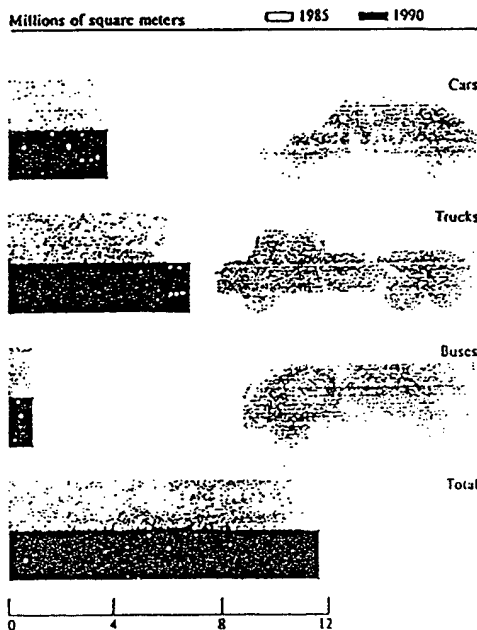 Millions of square meters 1985 1990
Cars
Trucks
Buses
Total
0 4 8 12